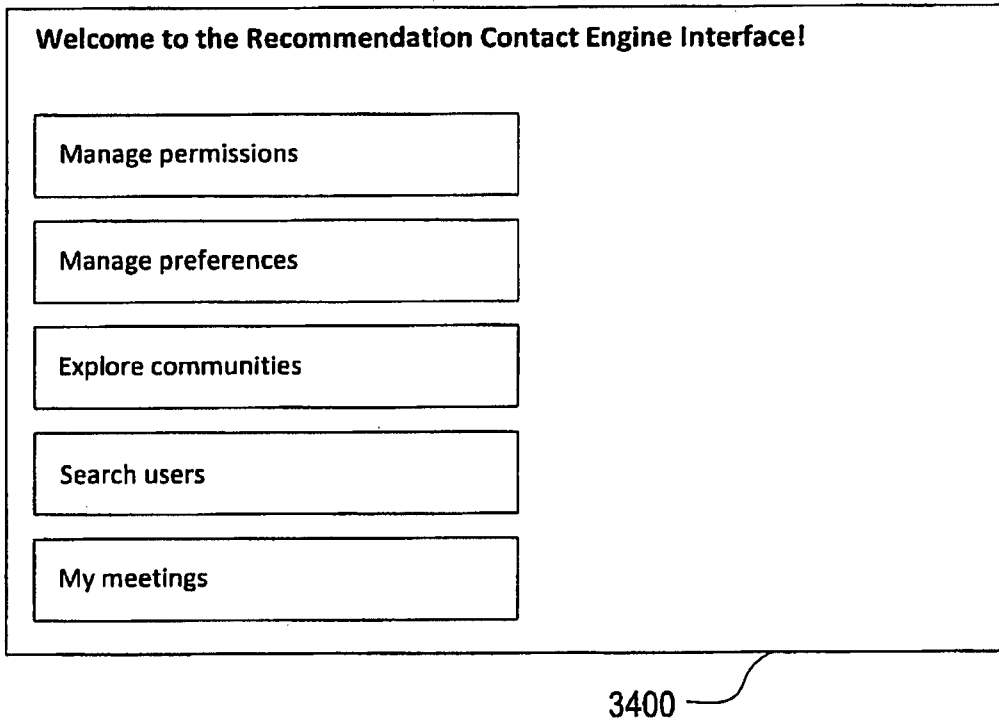 Welcome to the Recommendation Contact Engine Interface!
Manage permissions
Manage preferences
Explore communities
Search users
My meetings
3400